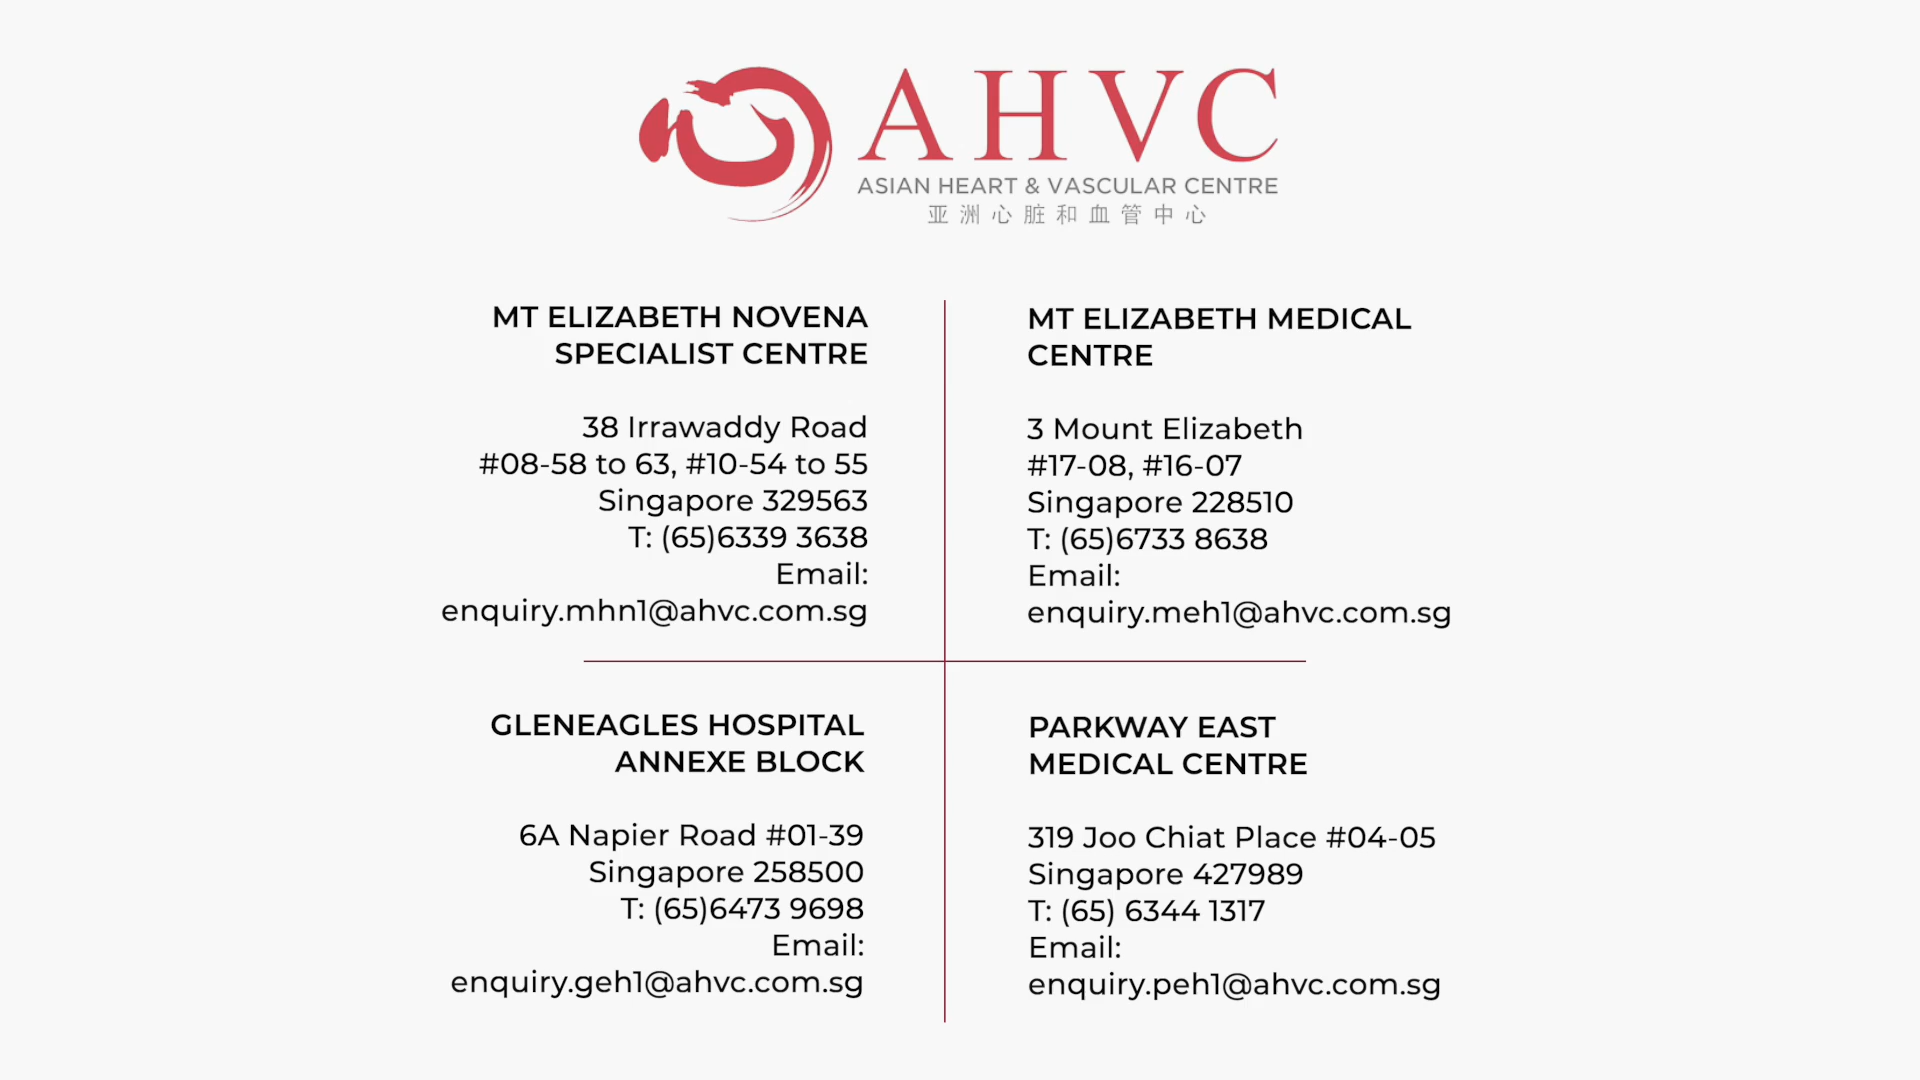 AHVC
ASIAN HEART & VASCULAR CENTRE
亚洲心脏和血管中心
MT ELIZABETH NOVENA
SPECIALIST CENTRE
38 Irrawaddy Road
#08-58 to 63, #10-54 to 55
Singapore 329563
T: (65)6339 3638
Email:
enquiry.mhn1@ahvc.com.sg
MT ELIZABETH MEDICAL
CENTRE
3 Mount Elizabeth
#17-08, #16-07
Singapore 228510
T: (65)6733 8638
Email:
enquiry.meh1@ahvc.com.sg
GLENEAGLES HOSPITAL
ANNEXE BLOCK
6A Napier Road #01-39
Singapore 258500
T: (65)6473 9698
Email:
enquiry.geh1@ahvc.com.sg
PARKWAY EAST
MEDICAL CENTRE
319 Joo Chiat Place #04-05
Singapore 427989
T: (65) 6344 1317
Email:
enquiry.peh1@ahvc.com.sg